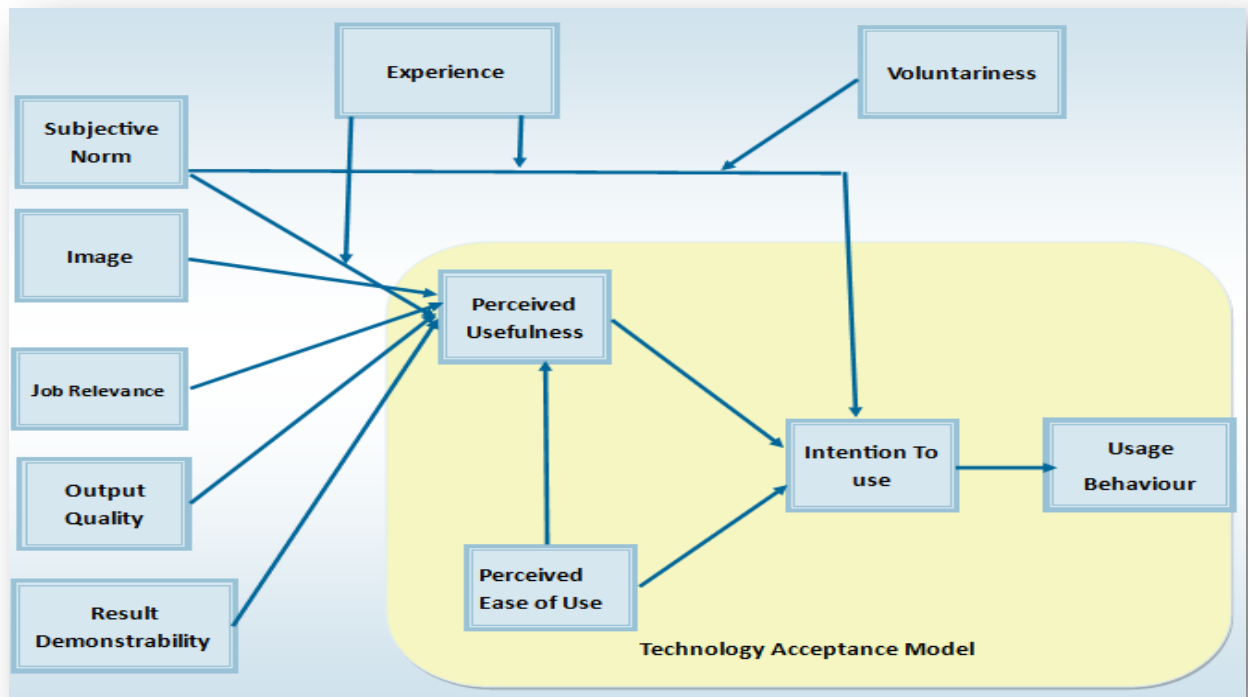 Experience
Voluntariness
Subjective
Norm
Image
Perceived
Usefulness
Job Relevance
Intention To
use
Usage
Behaviour
Output
Quality
Perceived
Ease of Use
Result
Demonstrability
Technology Acceptance Model